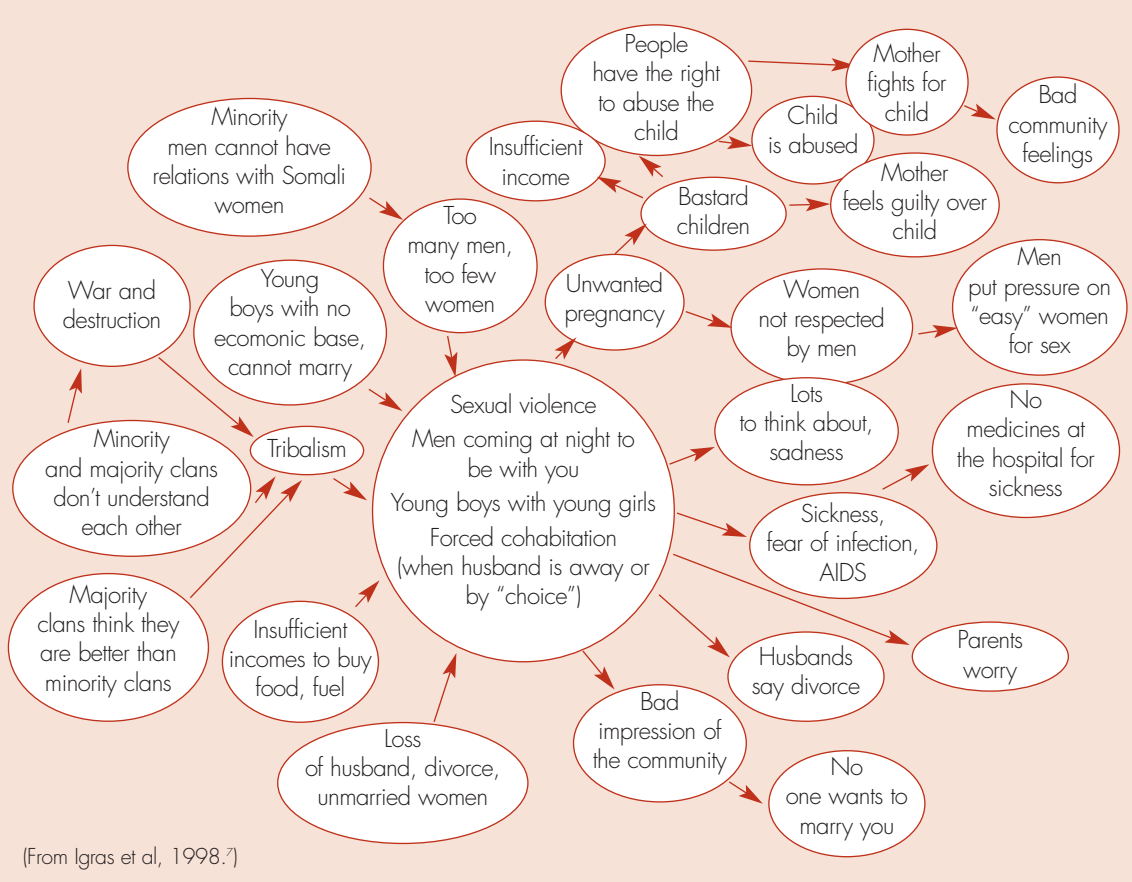 People
have the right
to abuse the
child
Mother
fights for
child
Bad
community
feelings
Child
is abused
Minority
men cannot have
relations with Somali
women
Insufficient
income
Bastard
children
Mother
feels guilty over
child
Too
many men,
too few
women
War and
destruction
Young
boys with no
ecomonic base,
cannot marry
Unwanted
pregnancy
Women
not respected
by men
Men
put pressure on
“easy” women
for sex
Sexual violence
Men coming at night to
be with you
Young boys with young girls
Forced cohabitation
(when husband is away or
by “choice”)
Lots
to think about,
sadness
No
medicines at
the hospital for
sickness
Minority
and majority clans
don’t understand
each other
Tribalism
Sickness,
fear of infection,
AIDS
Majority
clans think they
are better than
minority clans
Insufficient
incomes to buy
food, fuel
Parents
worry
Husbands
say divorce
Bad
impression of
the community
Loss
of husband, divorce,
unmarried women
No
one wants to
marry you
(From Igras et al, 1998.7)